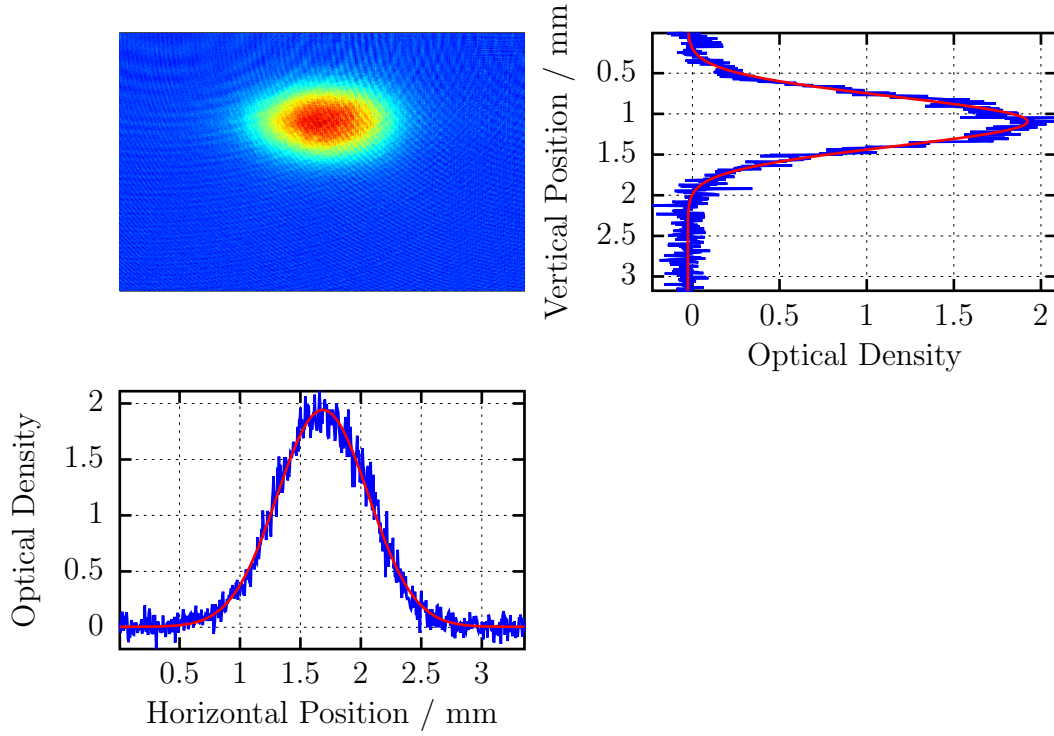 Vertical Position / mm
0.5
1
1.5
2
2.5
3
0 0.5 1 1.5 2
Optical Density
Optical Density
2
1.5
1
0.5
0
0.5 1 1.5 2 2.5 3
Horizontal Position / mm